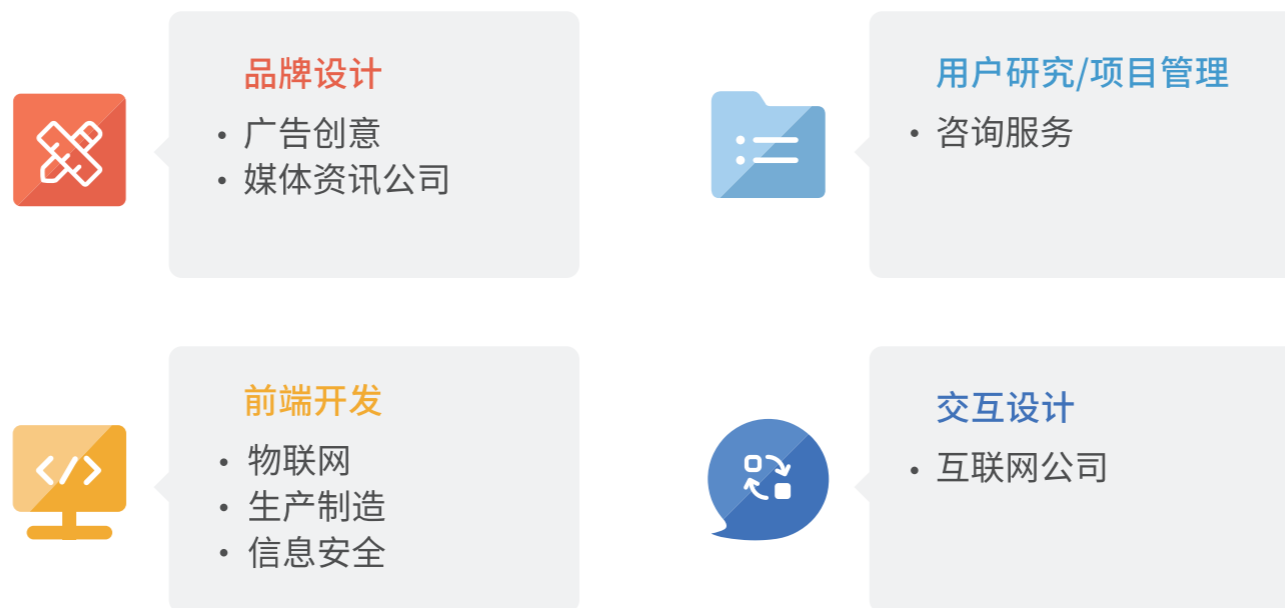 品牌设计
• 广告创意
• 媒体资讯公司
用户研究/项目管理
• 咨询服务
前端开发
• 物联网
• 生产制造
• 信息安全
交互设计
• 互联网公司